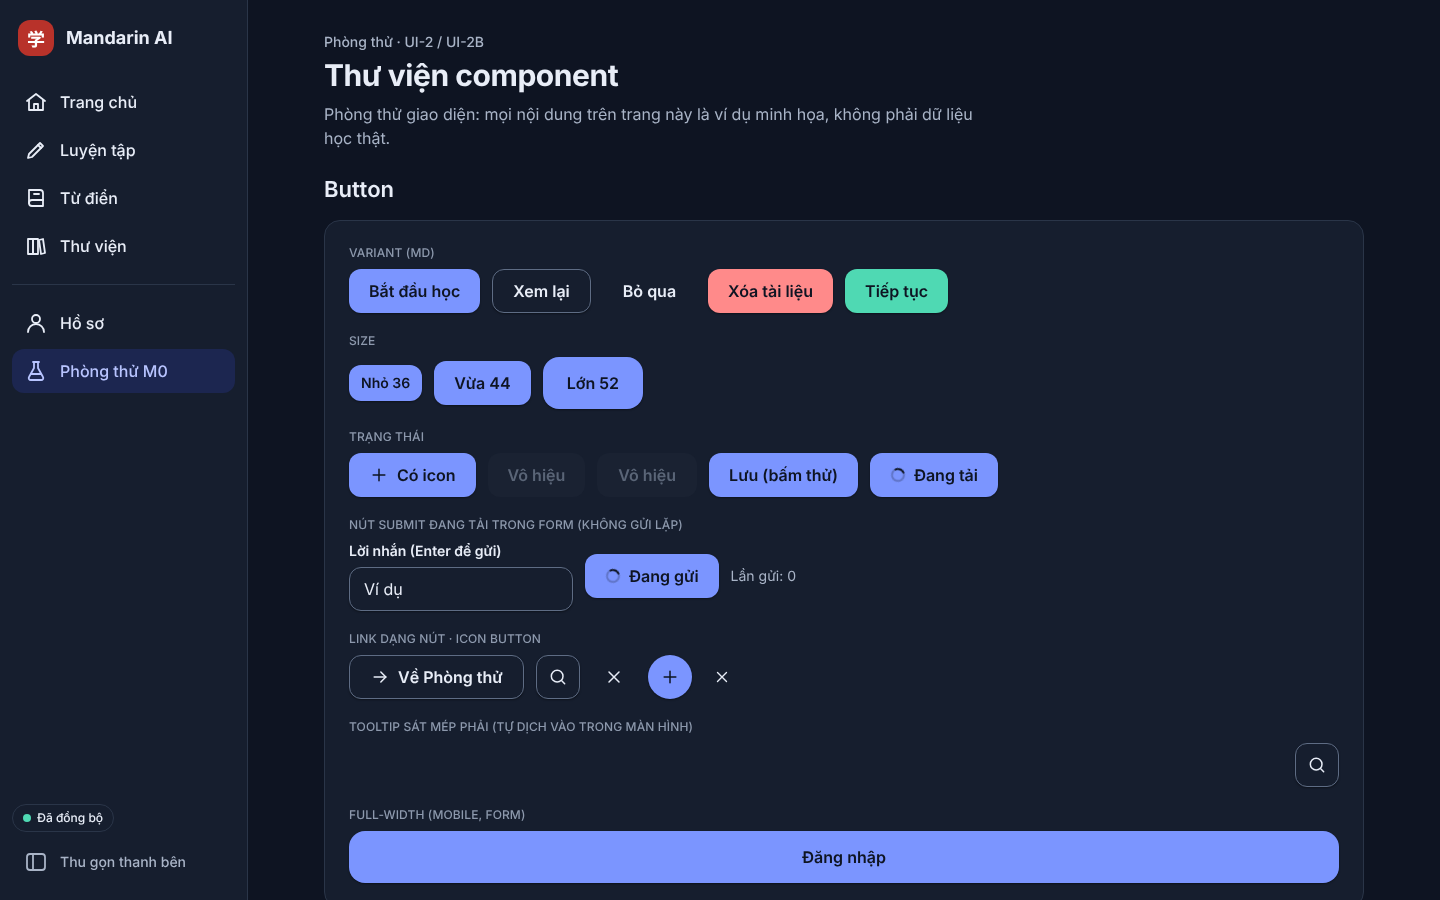 学 Mandarin AI
Trang chủ
Luyện tập
Từ điển
Thư viện
Hồ sơ
Phòng thử M0
Đã đồng bộ
Thu gọn thanh bên
Phòng thử · UI-2 / UI-2B
Thư viện component
Phòng thử giao diện: mọi nội dung trên trang này là ví dụ minh họa, không phải dữ liệu
học thật.
Button
VARIANT (MD)
Bắt đầu học Xem lại Bỏ qua Xóa tài liệu Tiếp tục
SIZE
Nhỏ 36 Vừa 44 Lớn 52
TRẠNG THÁI
Có icon Vô hiệu Vô hiệu Lưu (bấm thử) Đang tải
NÚT SUBMIT ĐANG TẢI TRONG FORM (KHÔNG GỬI LẶP)
Lời nhắn (Enter để gửi)
Ví dụ Đang gửi Lần gửi: 0
LINK DẠNG NÚT · ICON BUTTON
Về Phòng thử
TOOLTIP SÁT MÉP PHẢI (TỰ DỊCH VÀO TRONG MÀN HÌNH)
FULL-WIDTH (MOBILE, FORM)
Đăng nhập